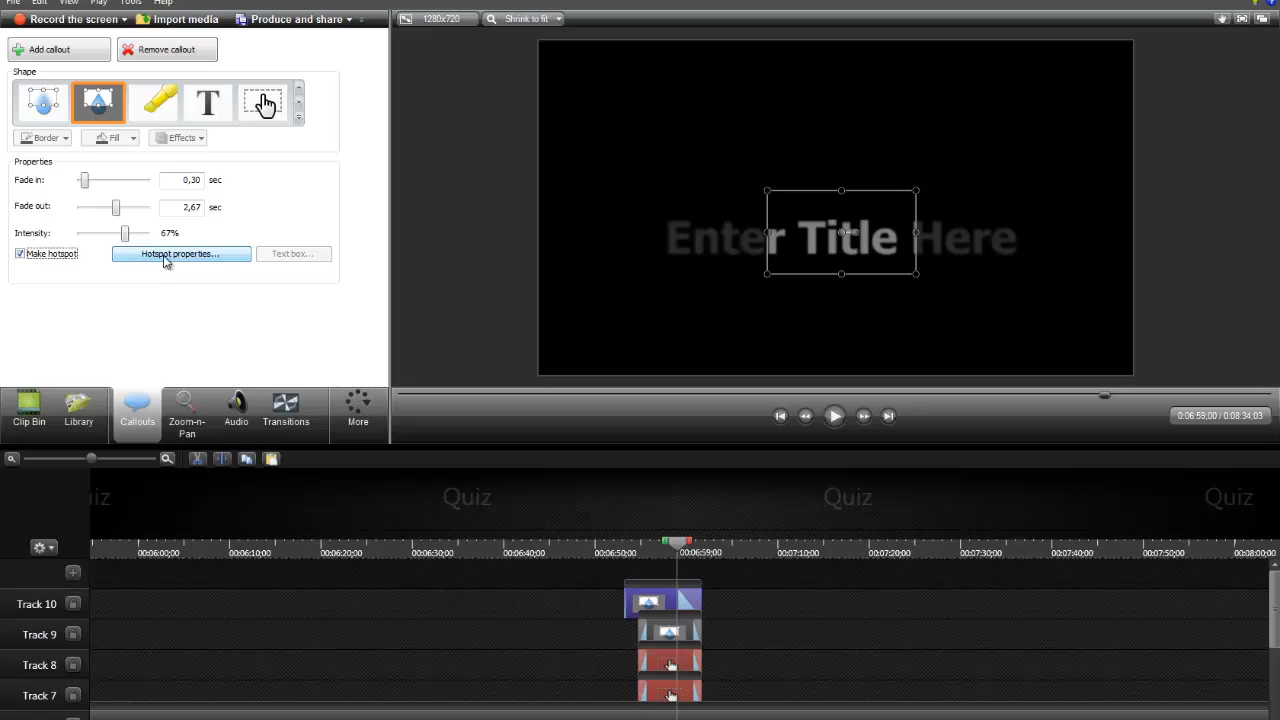 File Edit View Play Tools Help
Record the screen Import media Produce and share
1280x720 Shrink to fit
Add callout Remove callout
Shape
T
Border Fill Effects
Properties
Fade in: 0,30 sec
Fade out: 2,67 sec
Intensity: 67%
Make hotspot Hotspot properties... Text box...
Enter Title Here
Clip Bin Library Callouts Zoom-n-Pan Audio Transitions More
0:06:59,00 / 0:08:34,03
iz Quiz Quiz Quiz
00:06:00;00 00:06:10;00 00:06:20;00 00:06:30;00 00:06:40;00 00:06:50;00 00:06:59;00 00:07:10;00 00:07:20;00 00:07:30;00 00:07:40;00 00:07:50;00 00:08:00;00
Track 10
Track 9
Track 8
Track 7